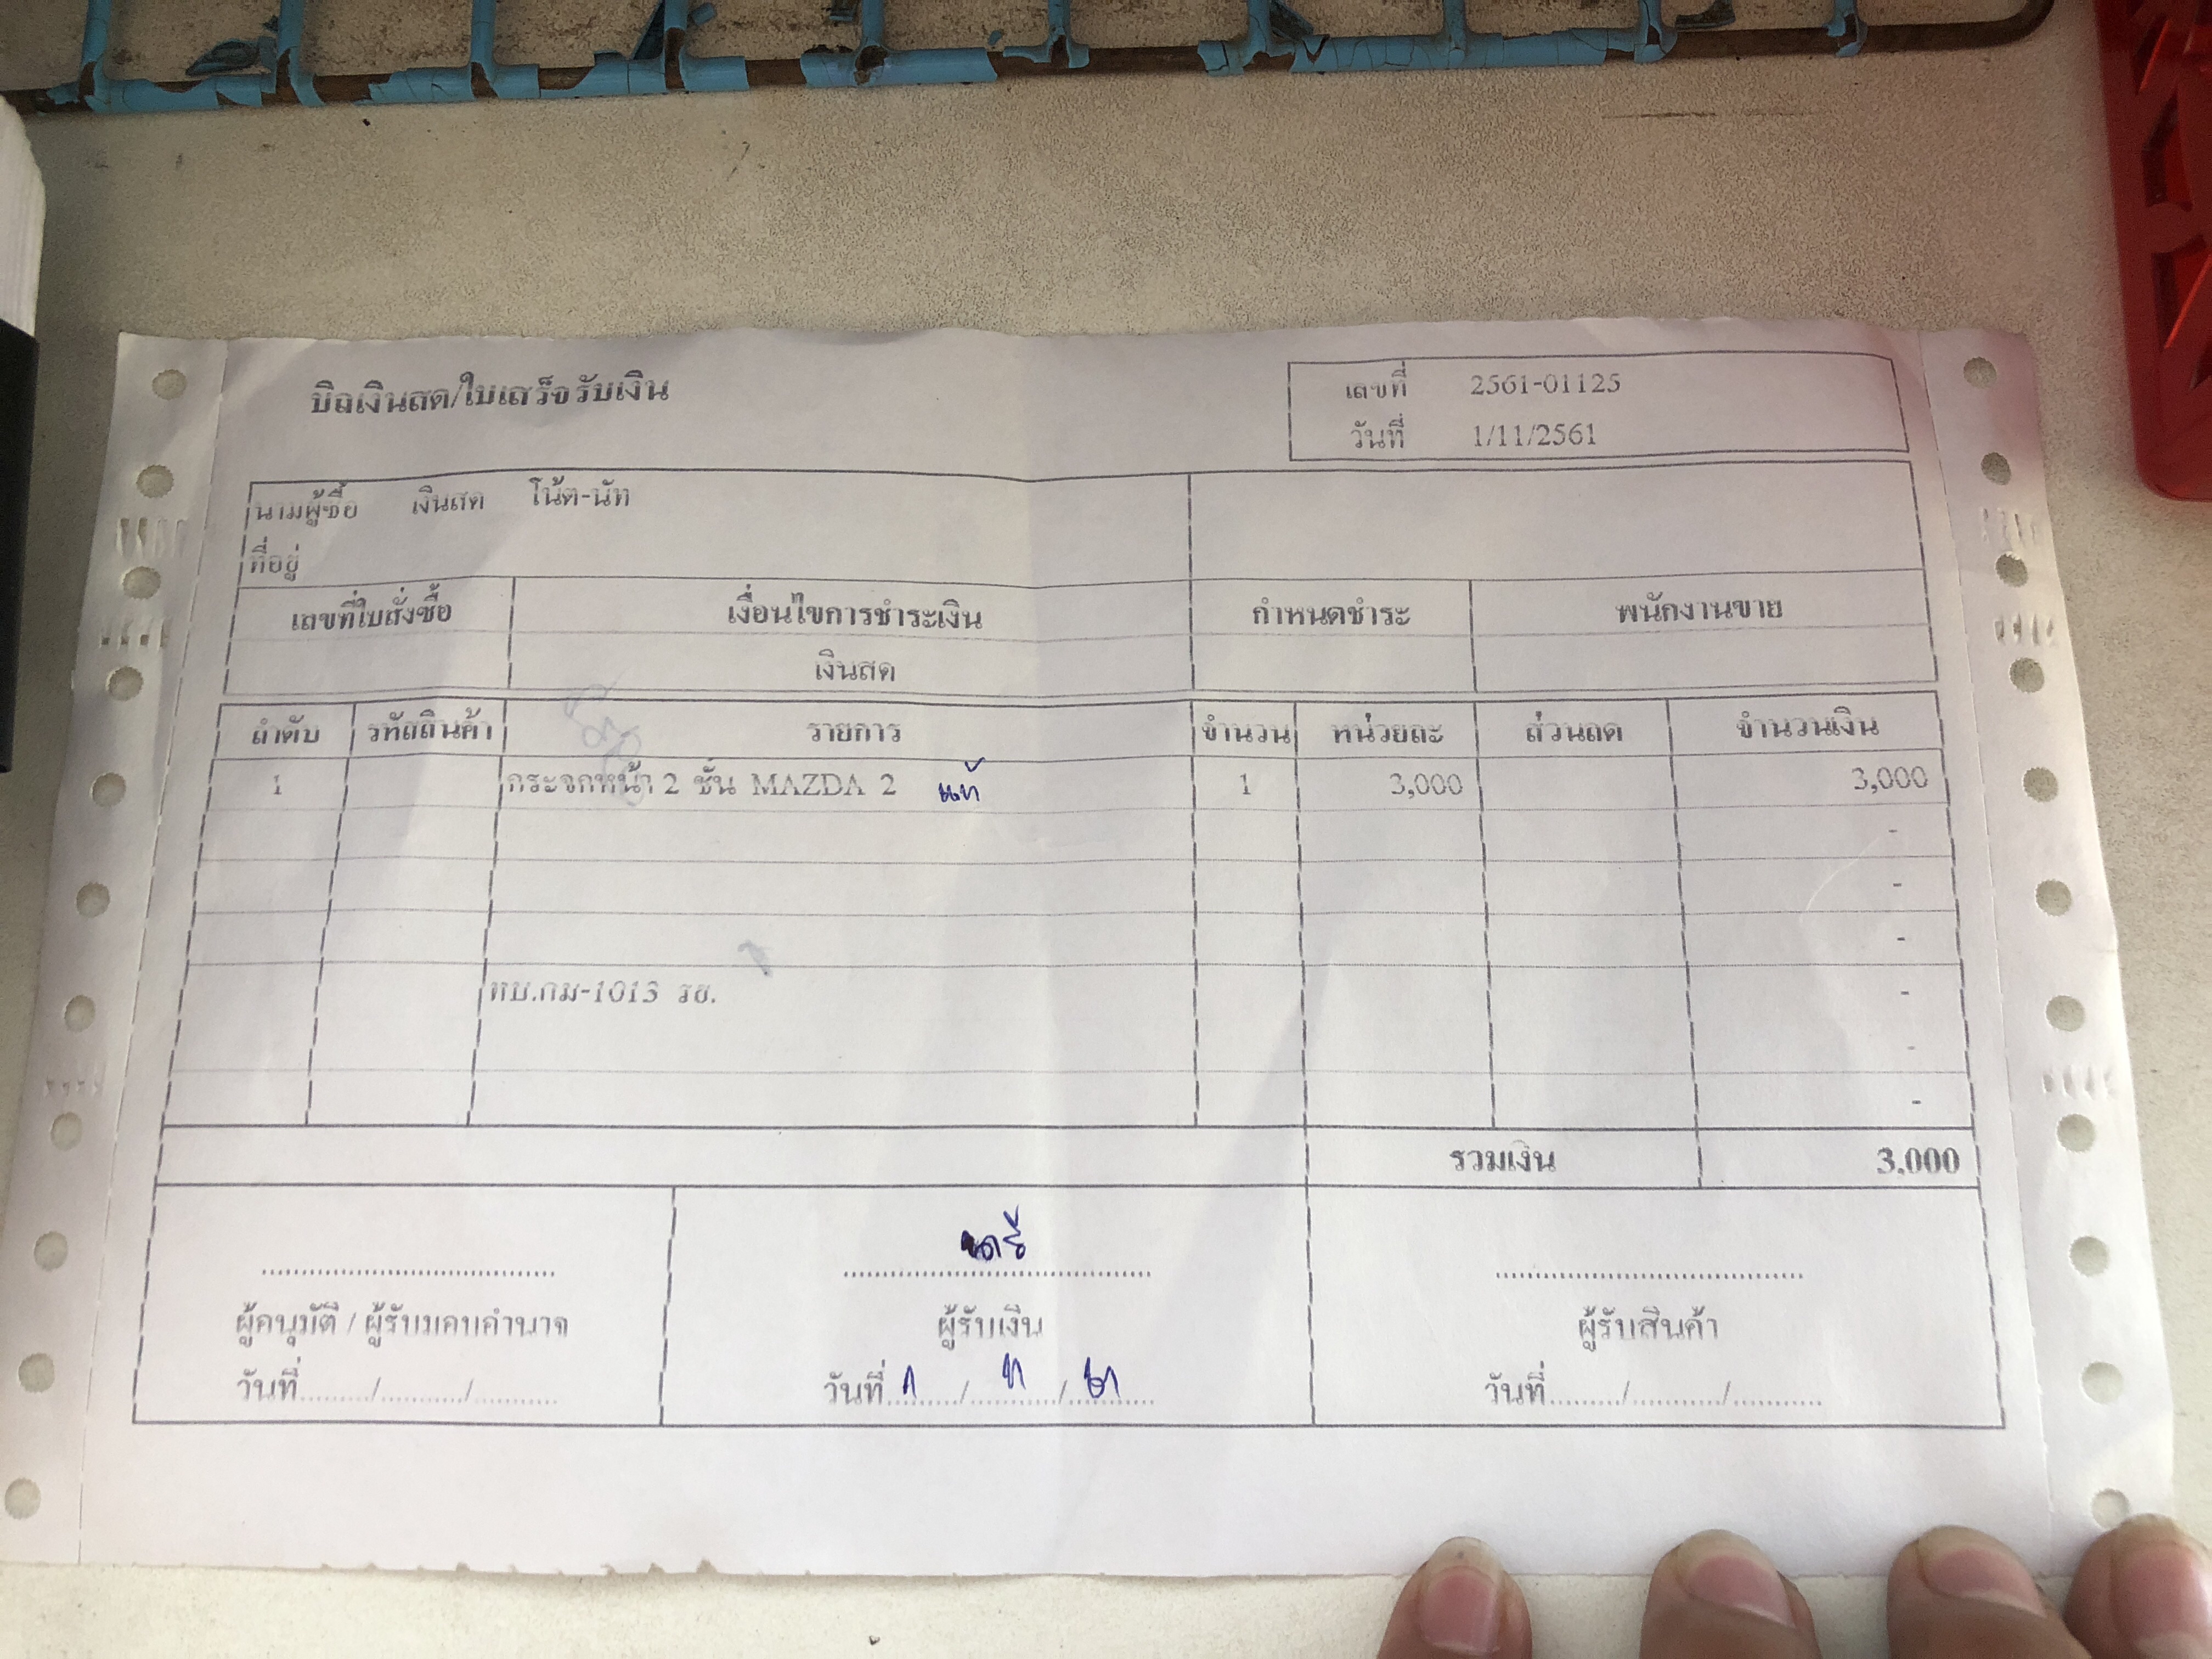 บิลเงินสด/ใบเสร็จรับเงิน
เลขที่ 2561-01125
วันที่ 1/11/2561
นามผู้ซื้อ เงินสด โน้ต-นัท
ที่อยู่
เลขที่ใบสั่งซื้อ เงื่อนไขการชำระเงิน กำหนดชำระ พนักงานขาย
เงินสด
ลำดับ รหัสสินค้า รายการ จำนวน หน่วยละ ส่วนลด จำนวนเงิน
1 กระจกหน้า 2 ชั้น MAZDA 2 แท้ 1 3,000 3,000
-
-
-
ทบ.กม-1013 รย. -
-
-
รวมเงิน 3,000
ผู้อนุมัติ / ผู้รับมอบอำนาจ ผู้รับเงิน ผู้รับสินค้า
วันที่......../........../.......... วันที่ 1 / 11 / 61 วันที่......../........../..........